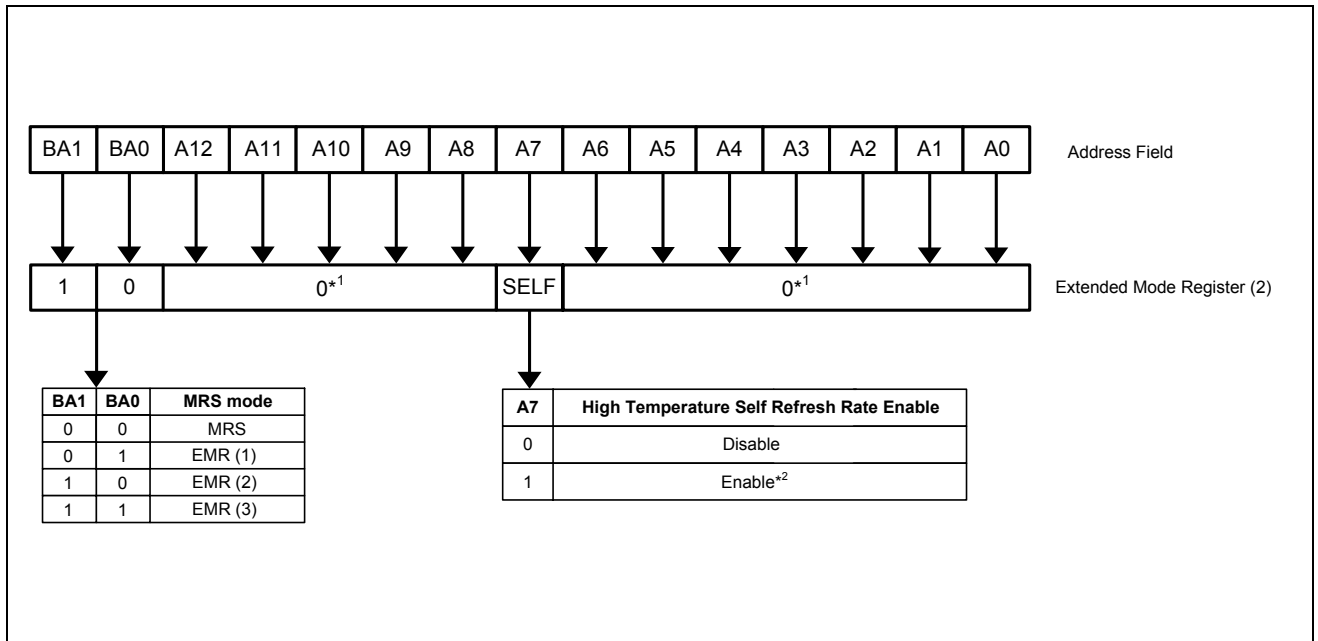 BA1 BA0 A12 A11 A10 A9 A8 A7 A6 A5 A4 A3 A2 A1 A0 Address Field
1 0 0*1 SELF 0*1 Extended Mode Register (2)
BA1 BA0 MRS mode
0 0 MRS
0 1 EMR (1)
1 0 EMR (2)
1 1 EMR (3)
A7 High Temperature Self Refresh Rate Enable
0 Disable
1 Enable*2